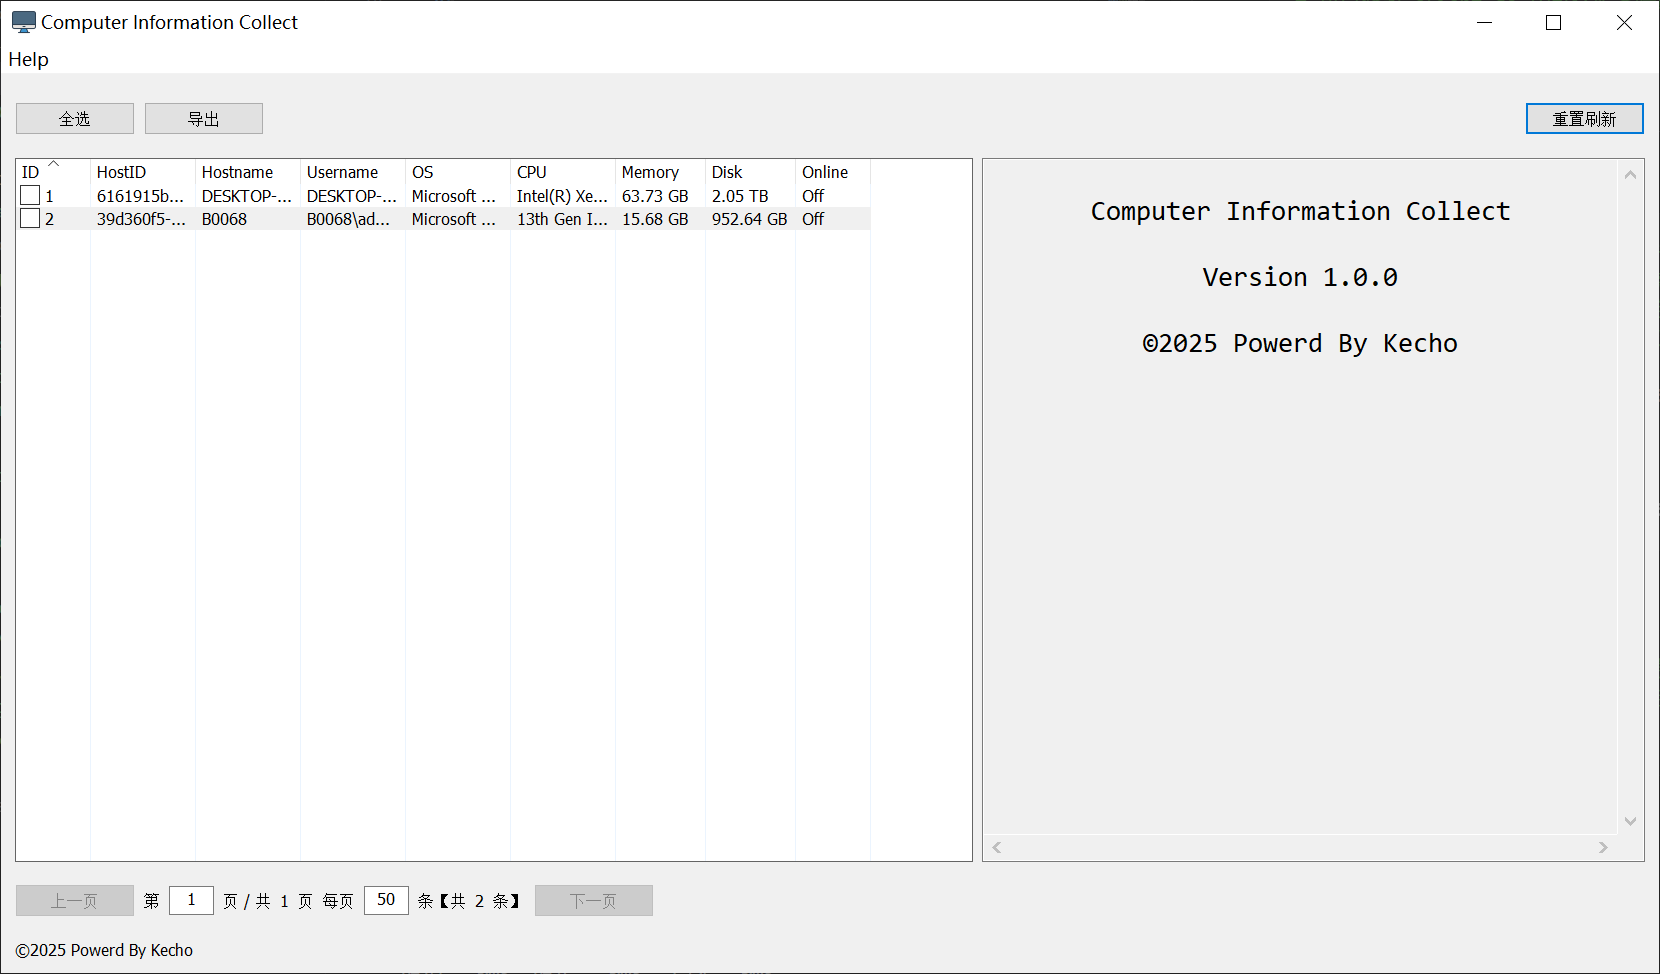 Computer Information Collect
Help
全选 导出 重置刷新
ID HostID Hostname Username OS CPU Memory Disk Online
1 6161915b... DESKTOP-... DESKTOP-... Microsoft ... Intel(R) Xe... 63.73 GB 2.05 TB Off
2 39d360f5-... B0068 B0068\ad... Microsoft ... 13th Gen I... 15.68 GB 952.64 GB Off
Computer Information Collect
Version 1.0.0
©2025 Powerd By Kecho
上一页 第 1 页 / 共 1 页 每页 50 条【共 2 条】 下一页
©2025 Powerd By Kecho